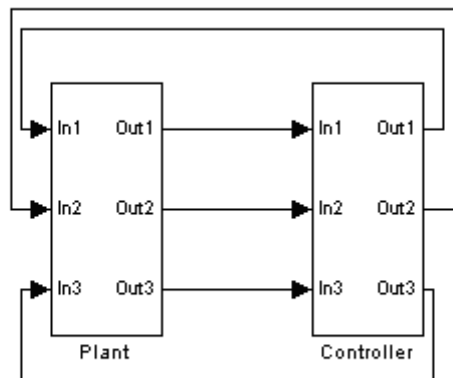 In1 Out1 In1 Out1
In2 Out2 In2 Out2
In3 Out3 In3 Out3
Plant Controller